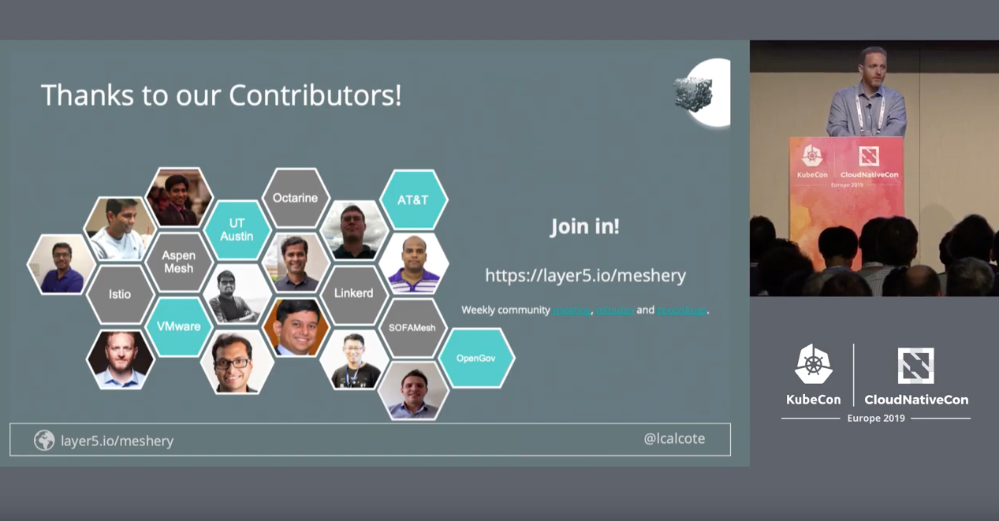 Thanks to our Contributors!
Octarine
AT&T
UT
Austin
Aspen
Mesh
Istio
Linkerd
VMware
SOFAMesh
OpenGov
Join in!
https://layer5.io/meshery
Weekly community meeting, minutes and recordings.
layer5.io/meshery
@lcalcote
KubeCon
CloudNativeCon
Europe 2019
KubeCon
CloudNativeCon
Europe 2019